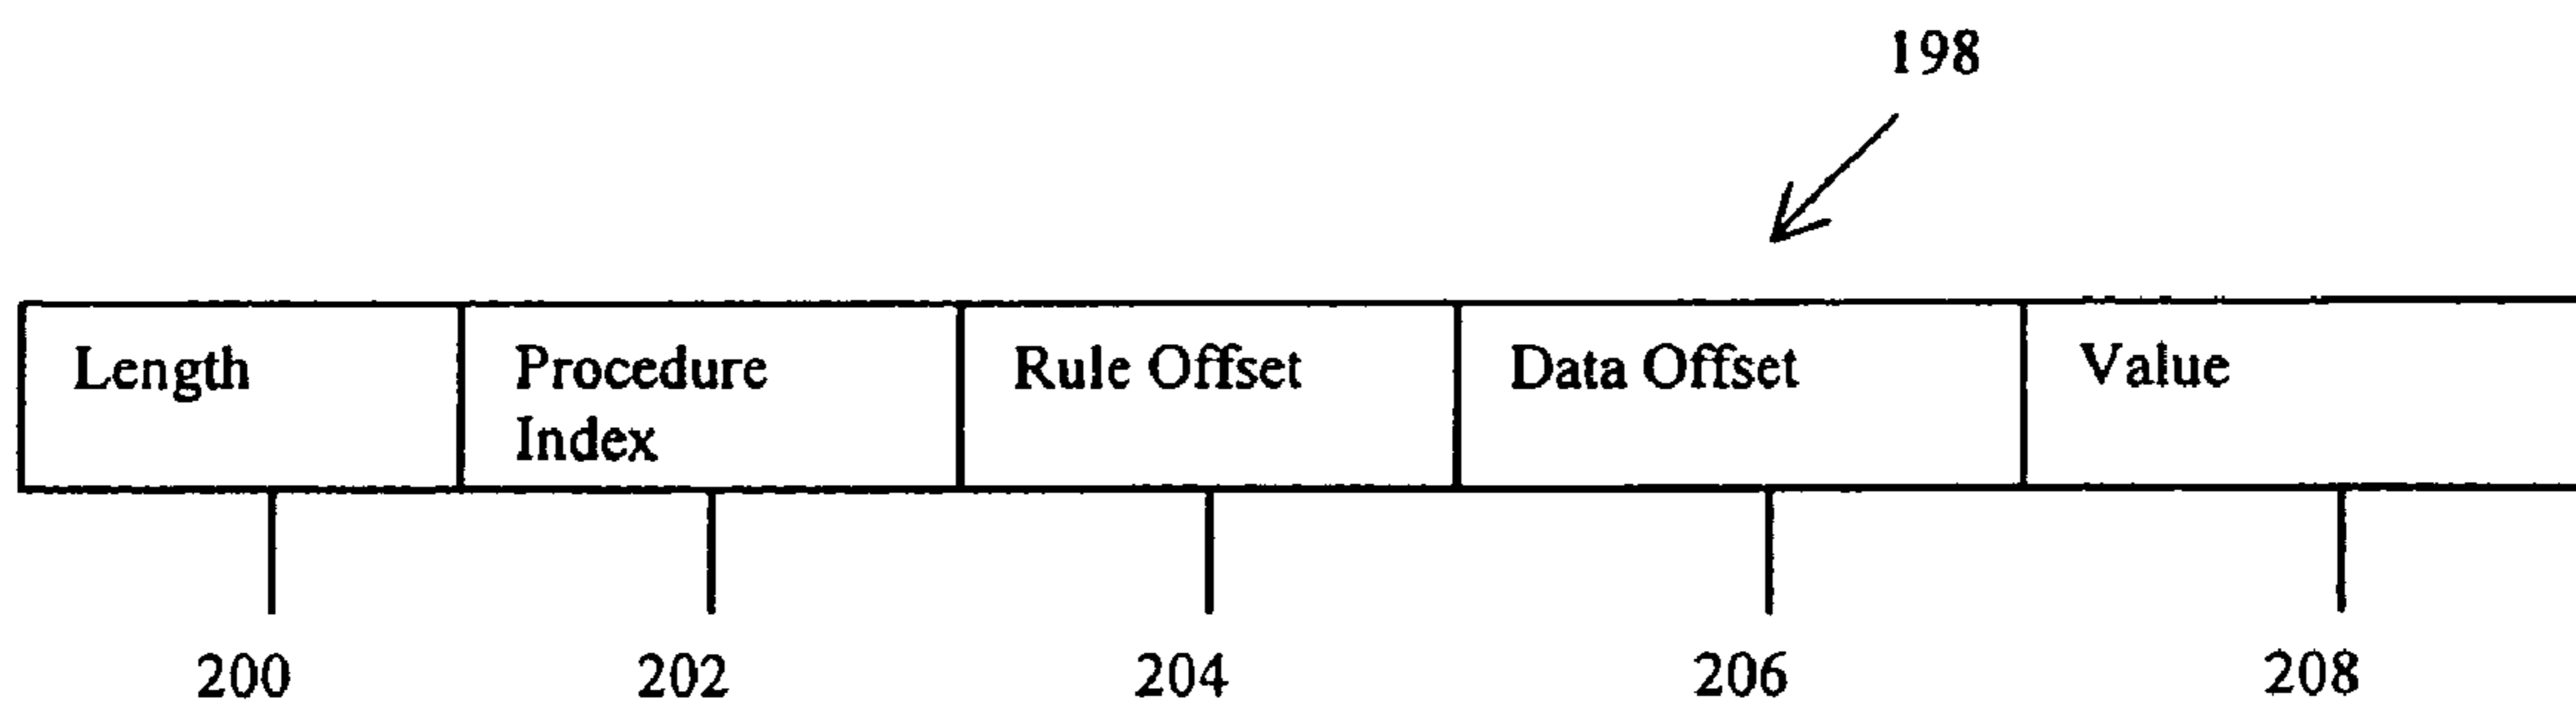 198
Length
Procedure
Index
Rule Offset
Data Offset
Value
200
202
204
206
208